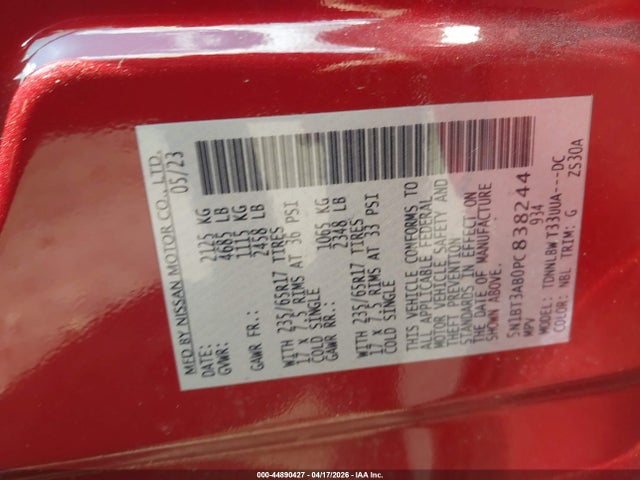 MFD BY NISSAN MOTOR CO., LTD.
DATE: 05/23
GVWR: 2125 KG
4685 LB
GAWR FR.: 1115 KG
2458 LB
WITH 235/65R17 TIRES
17 X 7.5 RIMS AT 36 PSI
COLD SINGLE
GAWR RR.: 1065 KG
2348 LB
WITH 235/65R17 TIRES
17 X 7.5 RIMS AT 33 PSI
COLD SINGLE
THIS VEHICLE CONFORMS TO
ALL APPLICABLE FEDERAL
MOTOR VEHICLE SAFETY AND
THEFT PREVENTION
STANDARDS IN EFFECT ON
THE DATE OF MANUFACTURE
SHOWN ABOVE.
5N1BT3AB0PC838244
MPV 934
MODEL: TDNNLBW T33UUA---DC
COLOR: NBL TRIM: G ZS30A
000-44890427 | 04/17/2026 | IAA Inc.